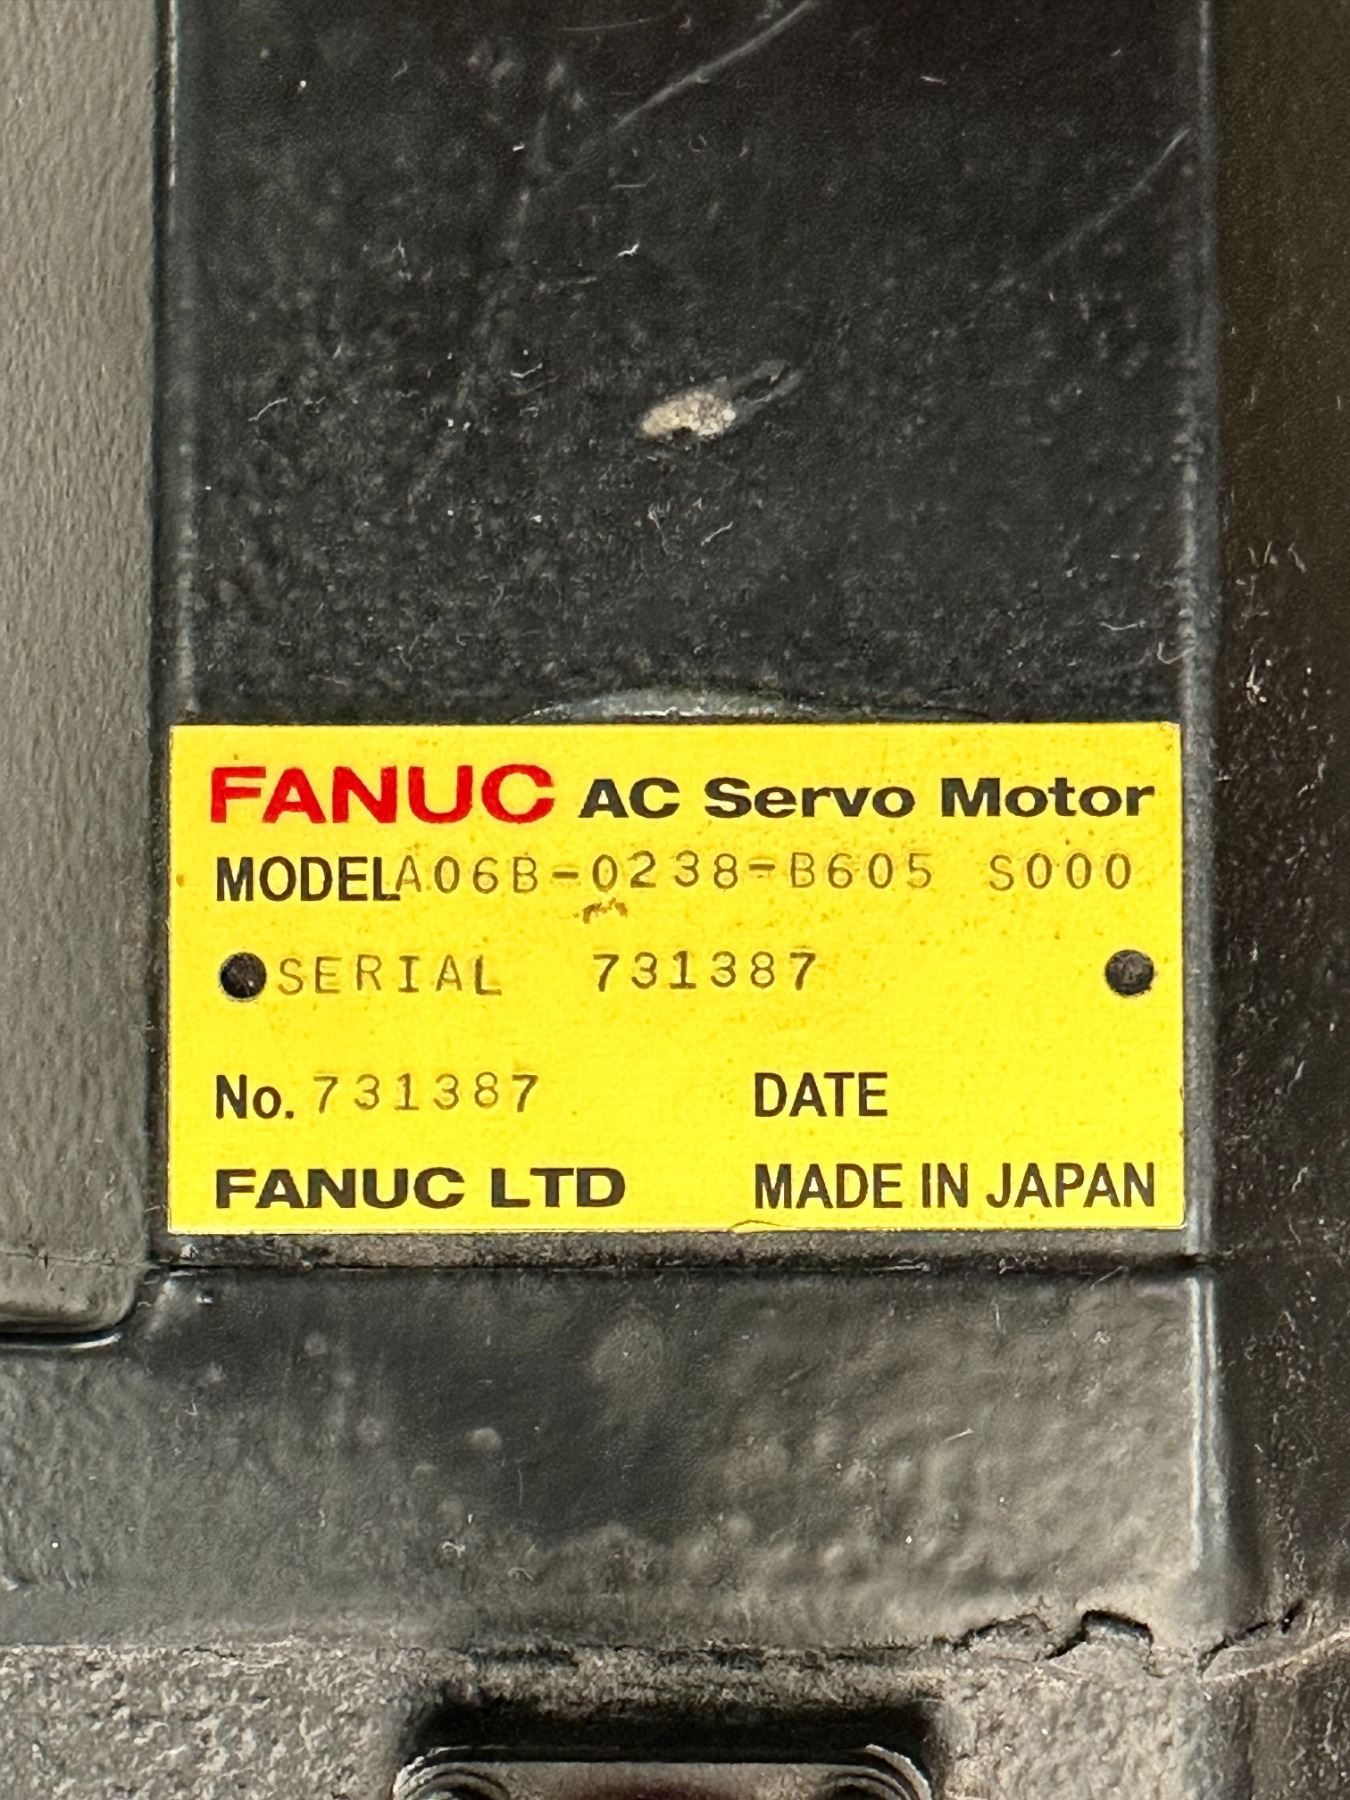 FANUC AC Servo Motor
MODEL A06B-0238-B605 S000
SERIAL 731387
No. 731387 DATE
FANUC LTD MADE IN JAPAN